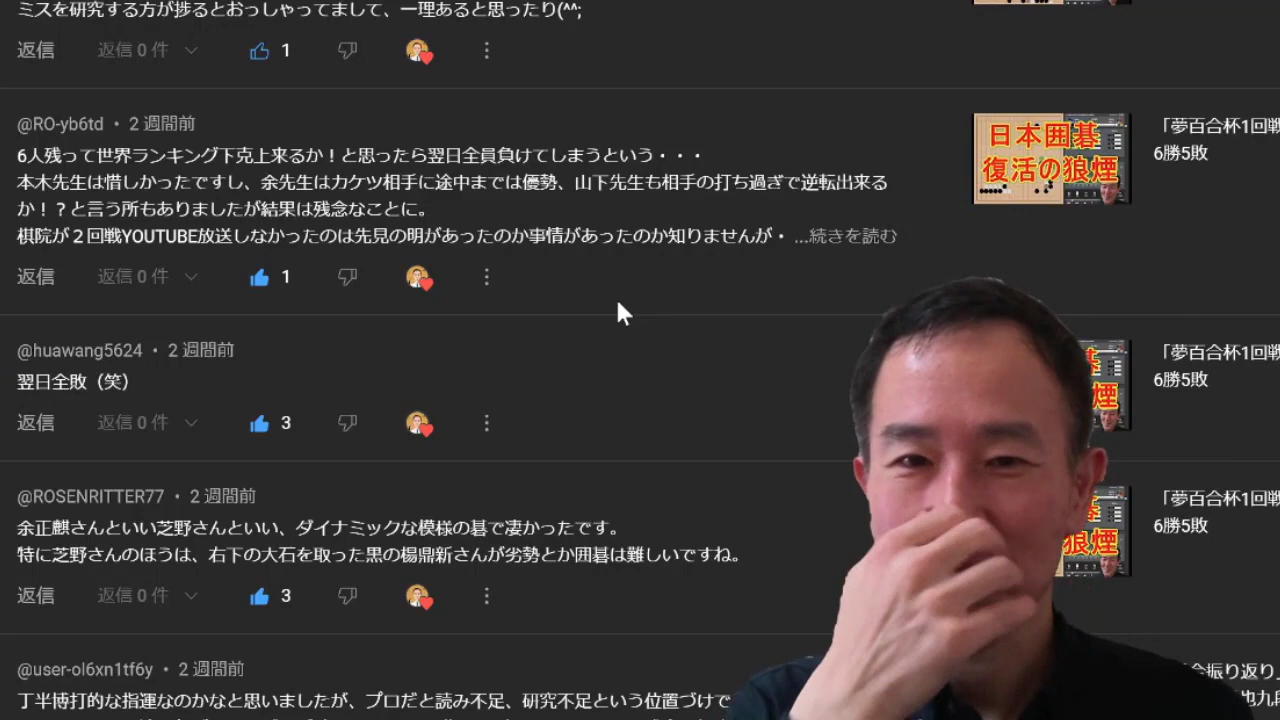 ミスを研究する方が捗るとおっしゃってまして、一理あると思ったり(^^;
返信 返信 0 件 1
@RO-yb6td • 2 週間前
6人残って世界ランキング下克上来るか！と思ったら翌日全員負けてしまうという・・・
本木先生は惜しかったですし、余先生はカケツ相手に途中までは優勢、山下先生も相手の打ち過ぎで逆転出来る
か！？と言う所もありましたが結果は残念なことに。
棋院が２回戦YOUTUBE放送しなかったのは先見の明があったのか事情があったのか知りませんが・ ...続きを読む
返信 返信 0 件 1
日本囲碁
復活の狼煙
「夢百合杯1回戦
6勝5敗
@huawang5624 • 2 週間前
翌日全敗（笑）
返信 返信 0 件 3
碁
煙
「夢百合杯1回戦
6勝5敗
@ROSENRITTER77 • 2 週間前
余正麒さんといい芝野さんといい、ダイナミックな模様の碁で凄かったです。
特に芝野さんのほうは、右下の大石を取った黒の楊鼎新さんが劣勢とか囲碁は難しいですね。
返信 返信 0 件 3
碁
狼煙
「夢百合杯1回戦
6勝5敗
@user-ol6xn1tf6y • 2 週間前
丁半博打的な指運なのかなと思いましたが、プロだと読み不足、研究不足という位置づけで
振り返り
也九段